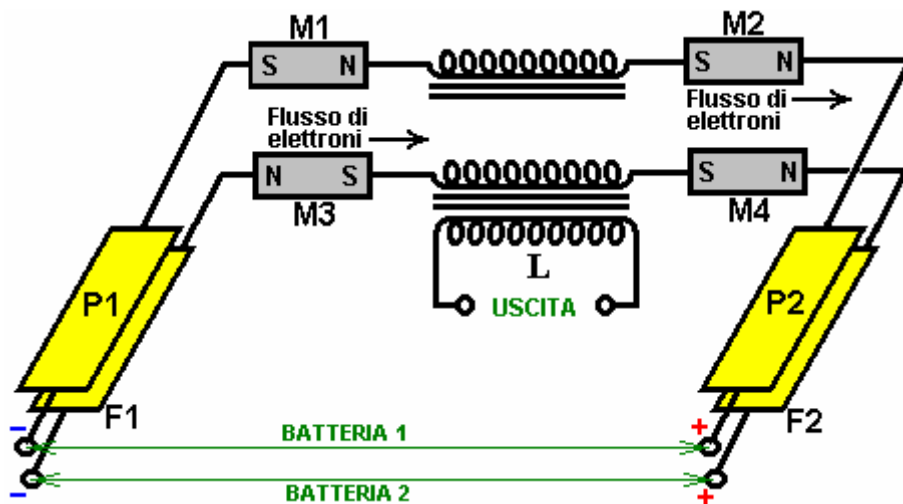 M1
M2
S N
S N
Flusso di
elettroni
Flusso di
elettroni
N S
S N
M3
M4
P1
P2
L
USCITA
F1
F2
– +
BATTERIA 1
BATTERIA 2
– +